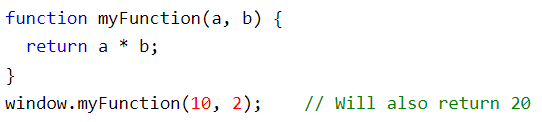 function myFunction(a, b) {
  return a * b;
}
window.myFunction(10, 2);    // Will also return 20